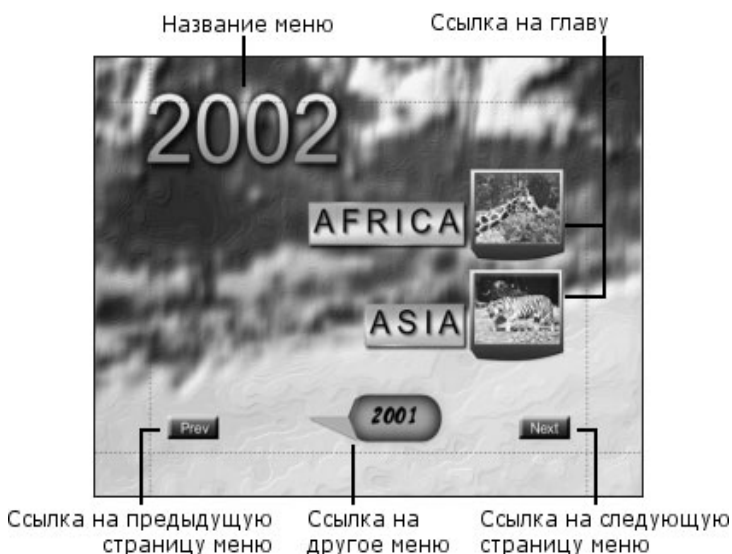 Название меню
Ссылка на главу
2002
AFRICA
ASIA
2001
Prev
Next
Ссылка на предыдущую
страницу меню
Ссылка на
другое меню
Ссылка на следующую
страницу меню